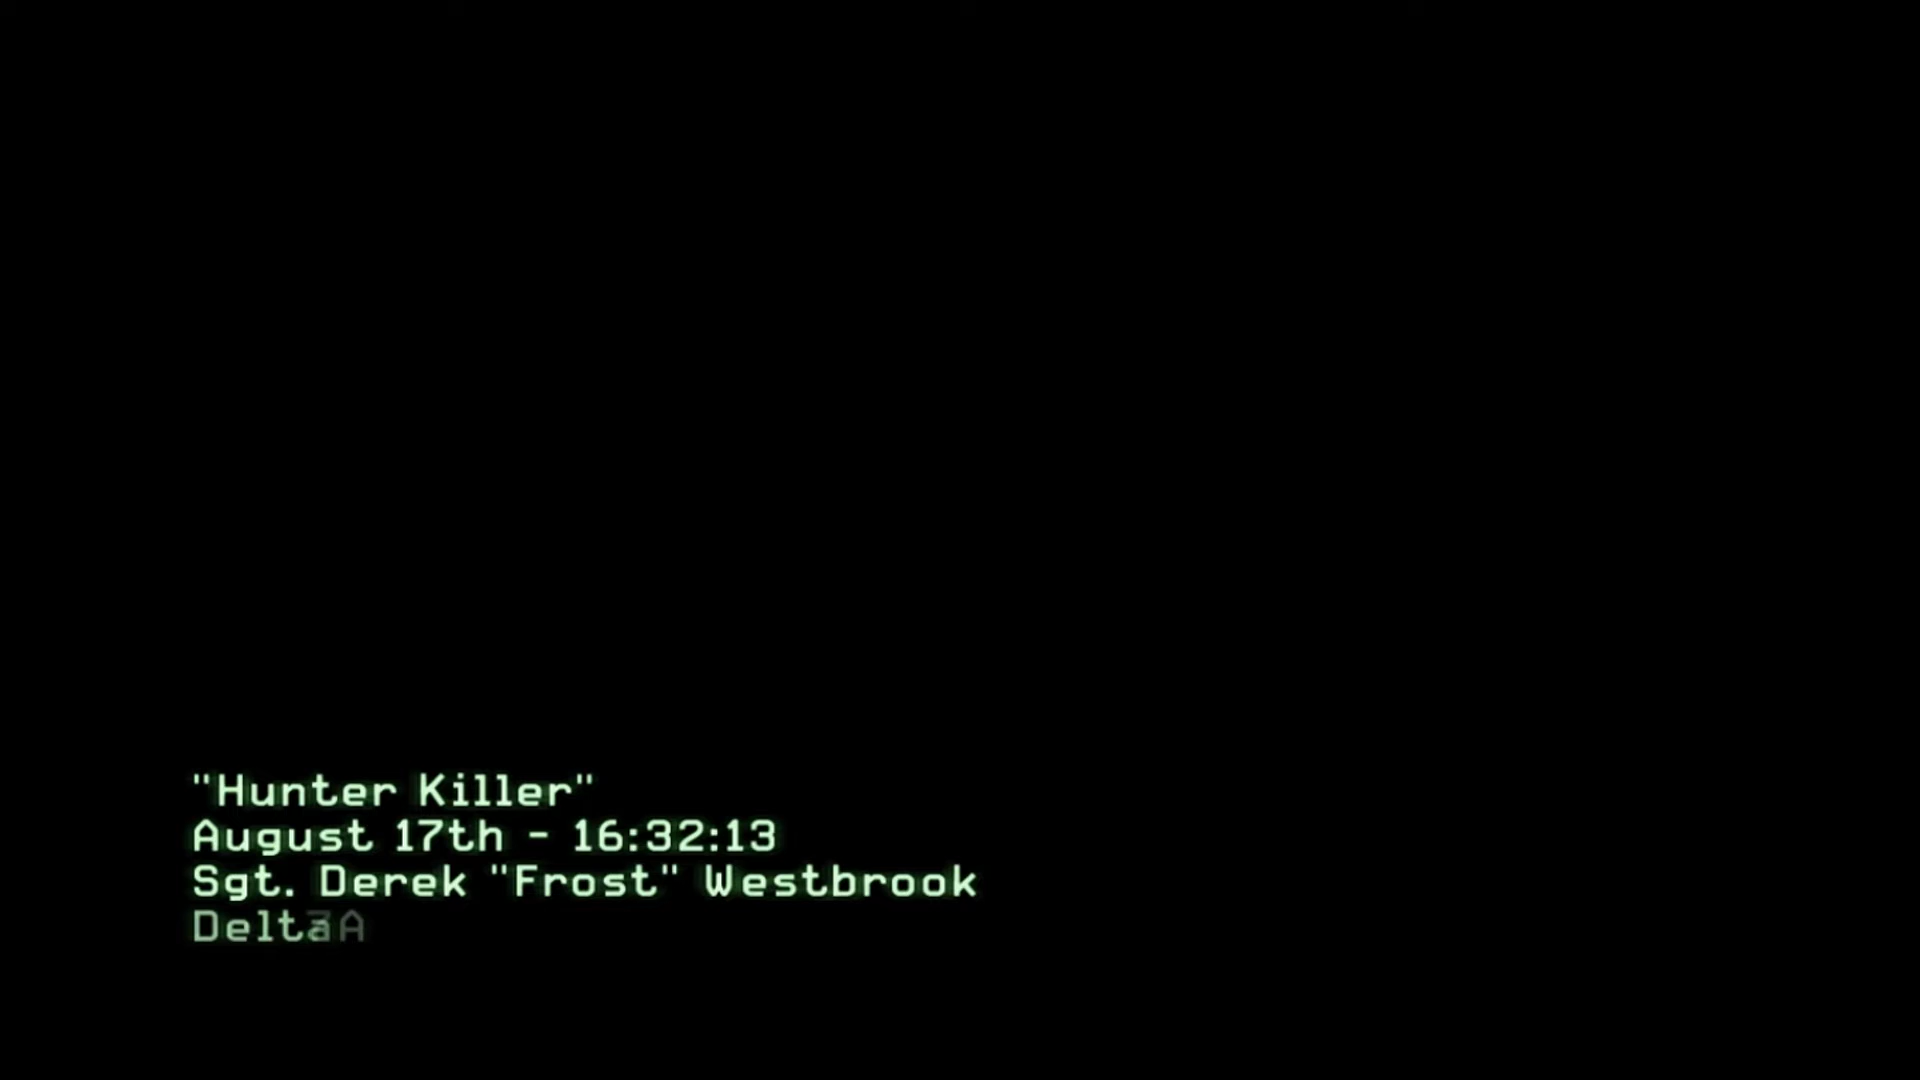 "Hunter Killer"
August 17th - 16:32:13
Sgt. Derek "Frost" Westbrook
Delta